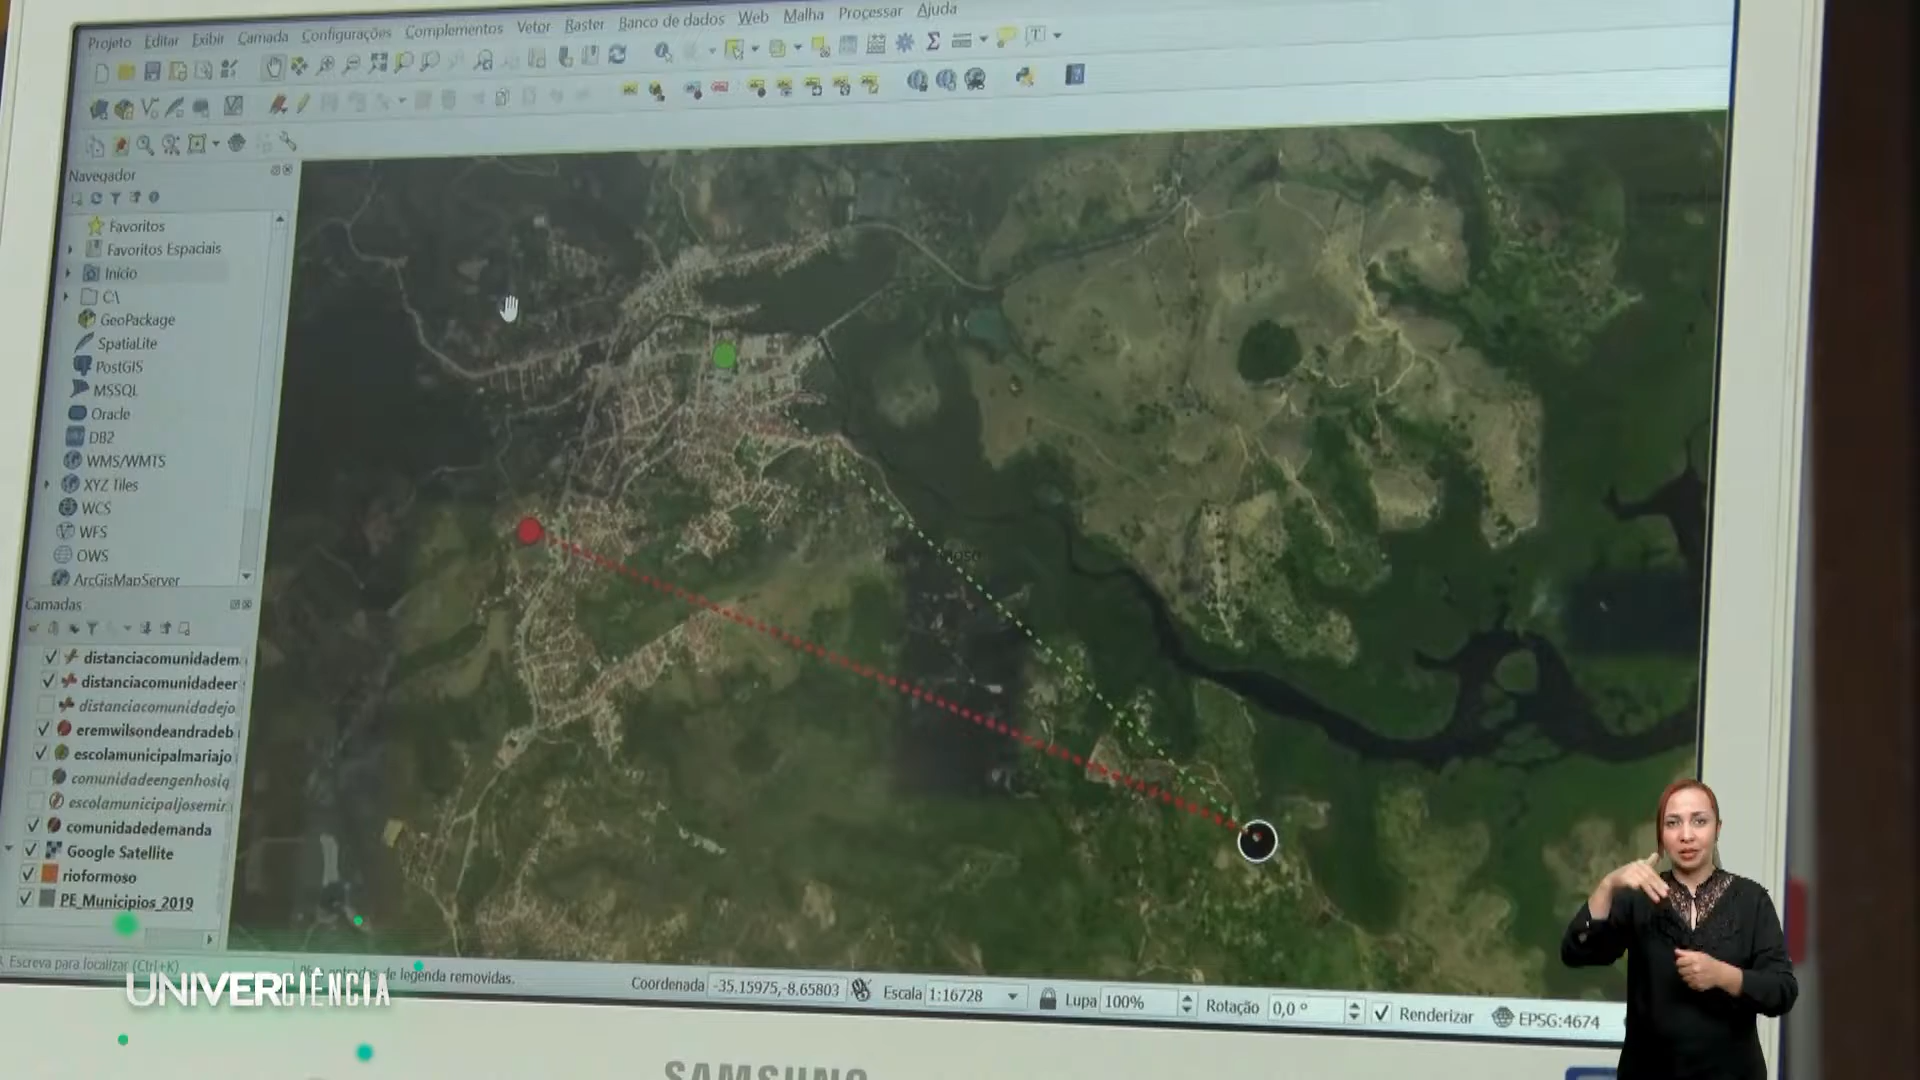 Projeto Editar Exibir Camada Configurações Complementos Vetor Raster Banco de dados Web Malha Processar Ajuda
Navegador
Favoritos
Favoritos Espaciais
Início
C:\
GeoPackage
SpatiaLite
PostGIS
MSSQL
Oracle
DB2
WMS/WMTS
XYZ Tiles
WCS
WFS
OWS
ArcGisMapServer
Camadas
distanciacomunidadem
distanciacomunidadeer
distanciacomunidadejo
eremwilsondeandradeb
escolamunicipalmariajo
comunidadeengenhosiq
escolamunicipaljosemir
comunidadedemanda
Google Satellite
rioformoso
PE_Municipios_2019
Escreva para localizar (Ctrl+K)
de legenda removidas.
Coordenada -35.15975,-8.65803 Escala 1:16728 Lupa 100% Rotação 0,0 ° Renderizar EPSG:4674
UNIVERCIÊNCIA
SAMSUNG